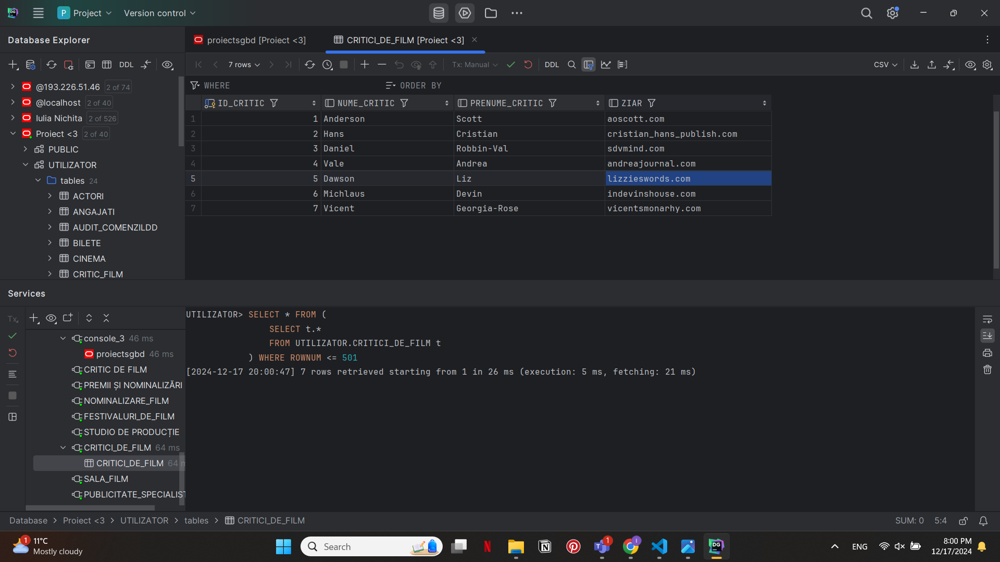 P Project Version control
Database Explorer
proiectsgbd [Proiect <3] CRITICI_DE_FILM [Proiect <3]
DDL
7 rows Tx: Manual DDL CSV
@193.226.51.46 2 of 74
@localhost 2 of 40
Iulia Nichita 2 of 526
Proiect <3 2 of 40
PUBLIC
UTILIZATOR
tables 24
ACTORI
ANGAJATI
AUDIT_COMENZILDD
BILETE
CINEMA
CRITIC_FILM
WHERE ORDER BY
ID_CRITIC NUME_CRITIC PRENUME_CRITIC ZIAR
1 1 Anderson Scott aoscott.com
2 2 Hans Cristian cristian_hans_publish.com
3 3 Daniel Robbin-Val sdvmind.com
4 4 Vale Andrea andreajournal.com
5 5 Dawson Liz lizzieswords.com
6 6 Michlaus Devin indevinshouse.com
7 7 Vicent Georgia-Rose vicentsmonarhy.com
Services
Tx
console_3 46 ms
proiectsgbd 46 ms
CRITIC DE FILM
PREMII ȘI NOMINALIZĂRI
NOMINALIZARE_FILM
FESTIVALURI_DE_FILM
STUDIO DE PRODUCȚIE
CRITICI_DE_FILM 64 ms
CRITICI_DE_FILM 64
SALA_FILM
PUBLICITATE_SPECIALIST
UTILIZATOR> SELECT * FROM (
SELECT t.*
FROM UTILIZATOR.CRITICI_DE_FILM t
) WHERE ROWNUM <= 501
[2024-12-17 20:00:47] 7 rows retrieved starting from 1 in 26 ms (execution: 5 ms, fetching: 21 ms)
Database > Proiect <3 > UTILIZATOR > tables > CRITICI_DE_FILM SUM: 0 5:4
1 11°C
Mostly cloudy
Search
1
ENG
8:00 PM
12/17/2024